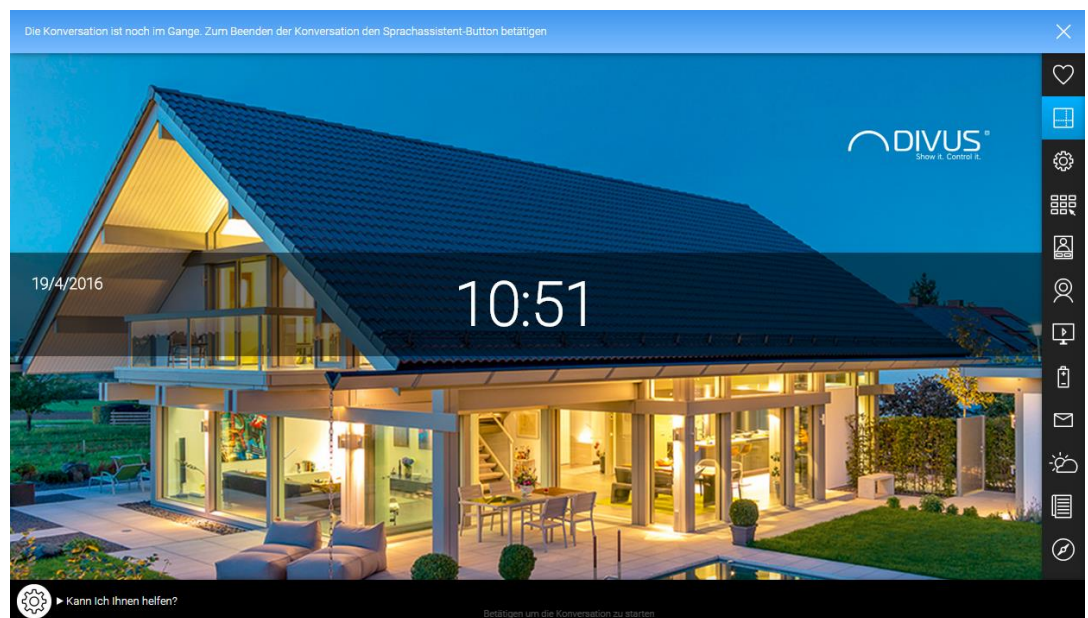 Die Konversation ist noch im Gange. Zum Beenden der Konversation den Sprachassistent-Button betätigen
DIVUS®
Show it. Control it.
19/4/2016
10:51
Kann Ich Ihnen helfen?
Betätigen um die Konversation zu starten